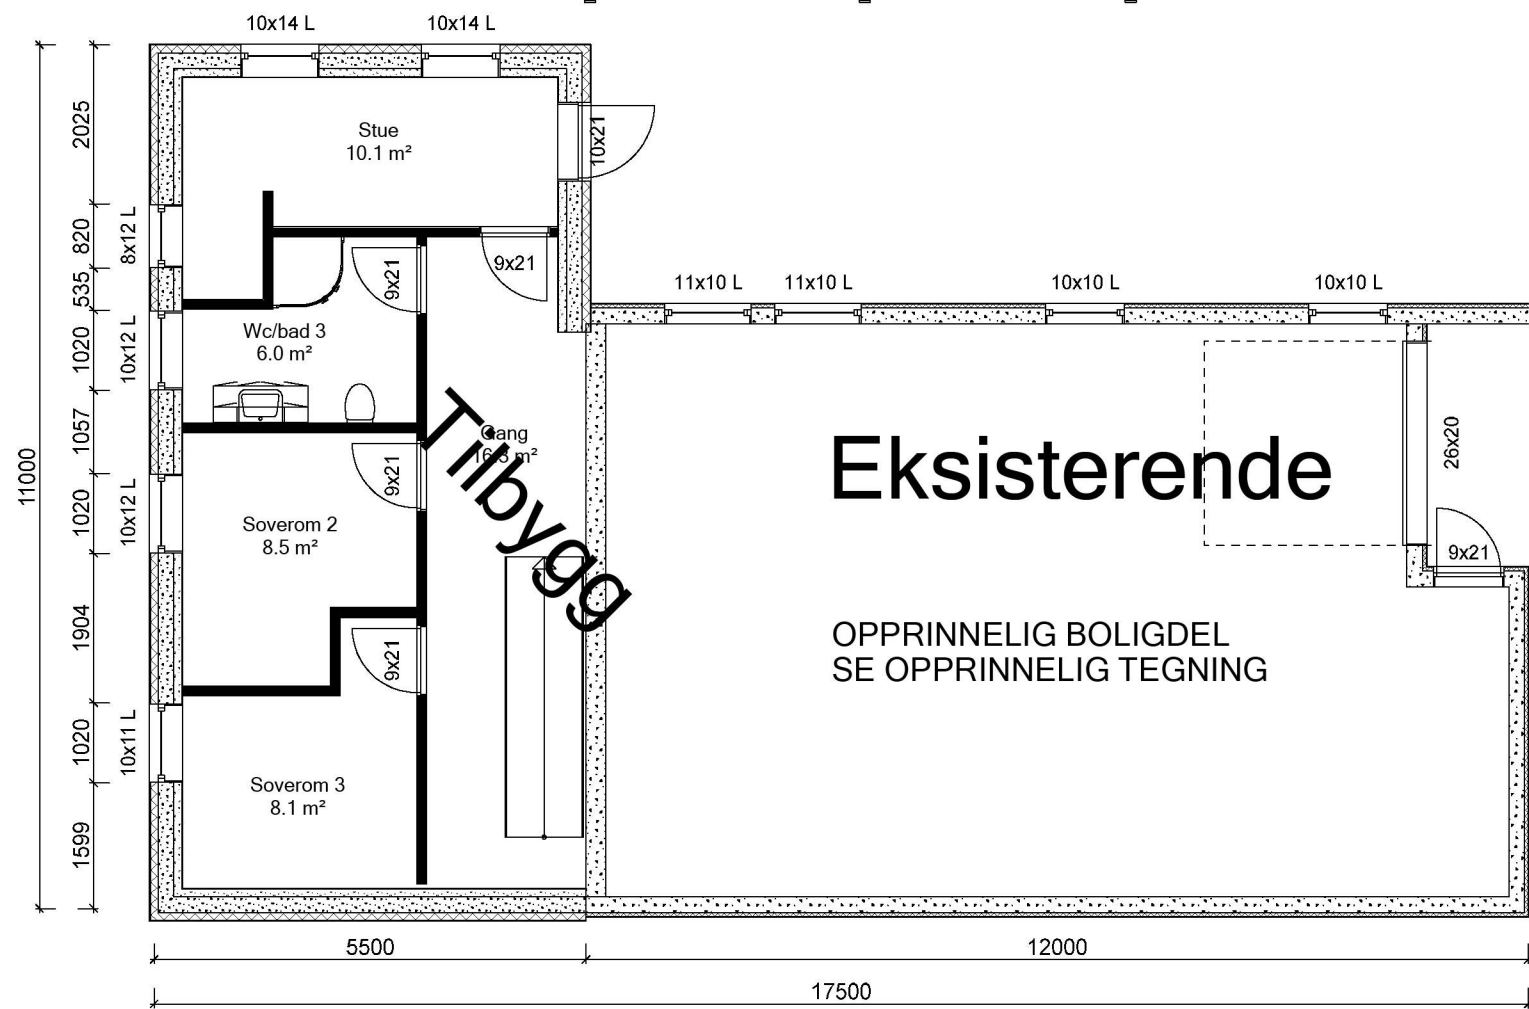 10x14 L
10x14 L
2025
Stue
10.1 m²
10x21
820
8x12 L
9x21
9x21
535
11x10 L
11x10 L
10x10 L
10x10 L
1020
10x12 L
Wc/bad 3
6.0 m²
1057
Gang
16.3 m²
Tilbygg
Eksisterende
26x20
11000
9x21
1020
10x12 L
Soverom 2
8.5 m²
9x21
1904
9x21
OPPRINNELIG BOLIGDEL
SE OPPRINNELIG TEGNING
1020
10x11 L
Soverom 3
8.1 m²
1599
5500
12000
17500